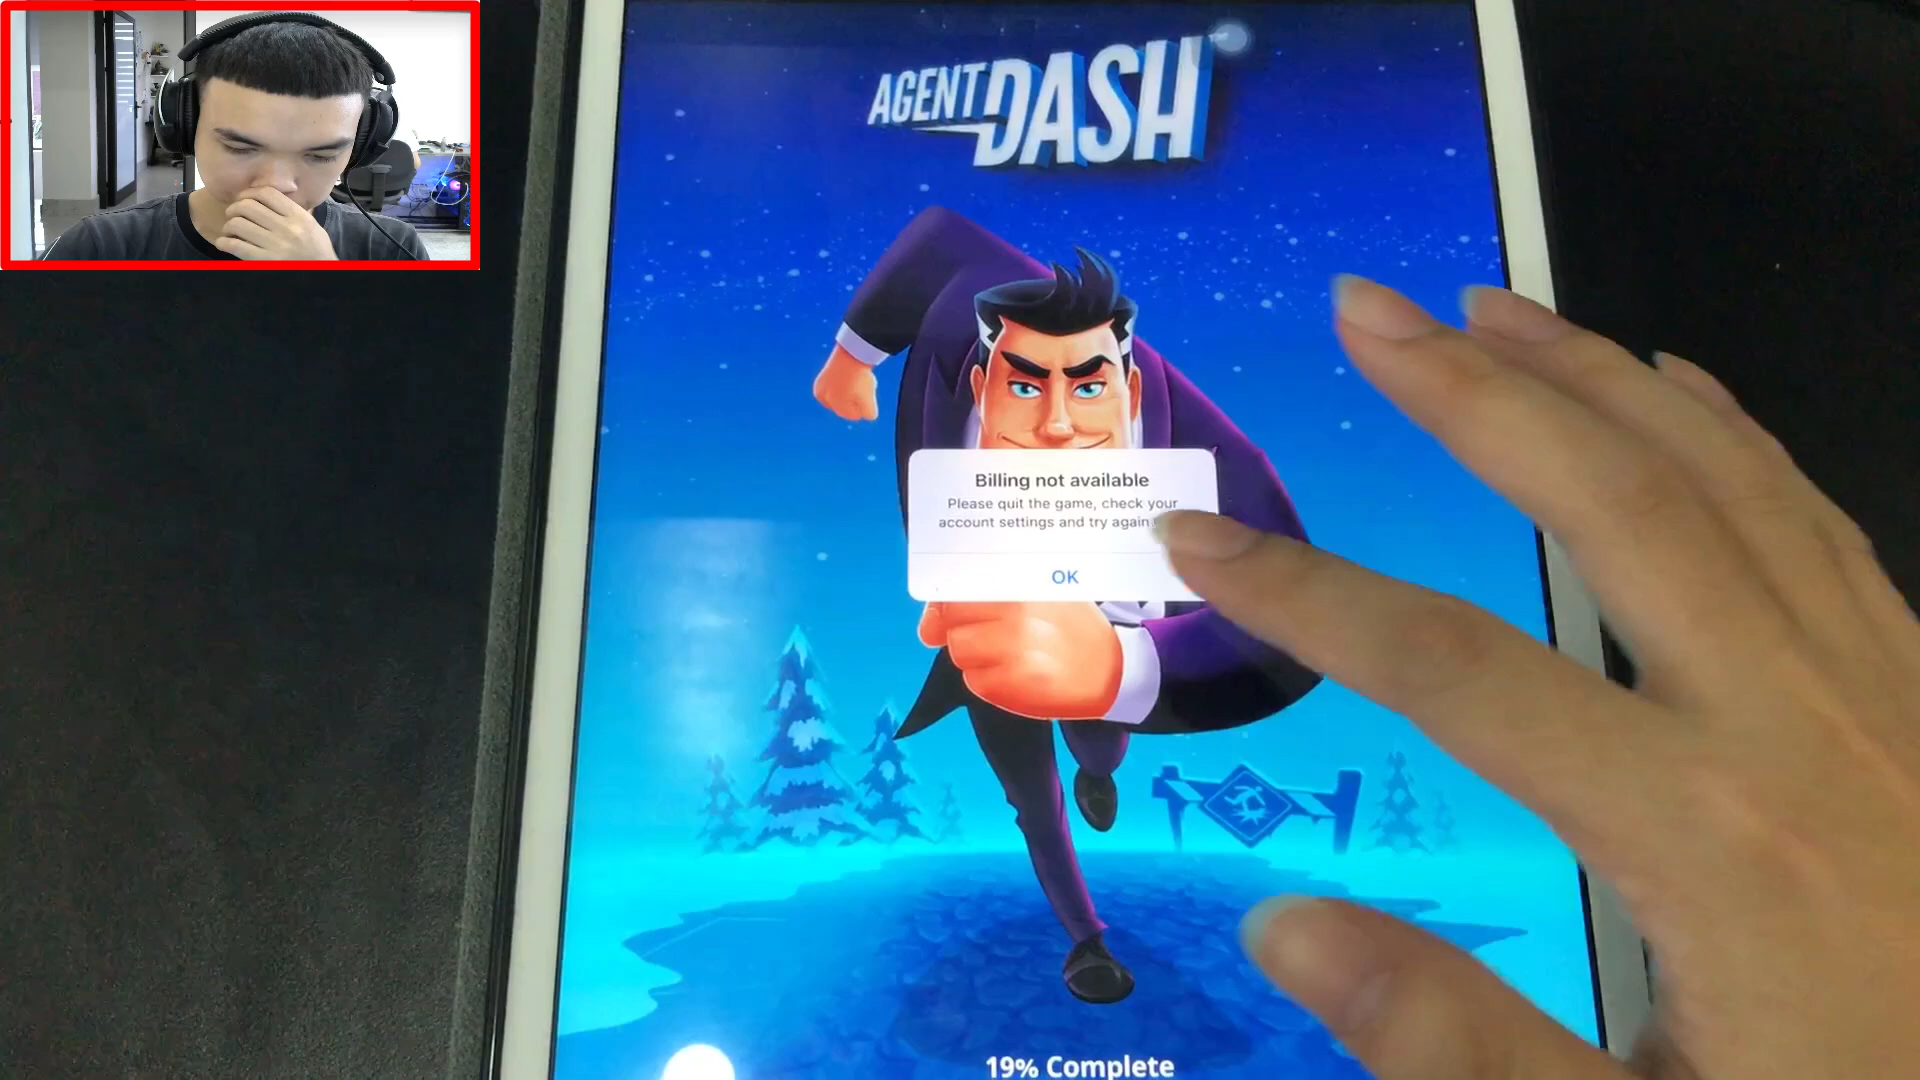 AGENT DASH
Billing not available
Please quit the game, check your
account settings and try again
OK
19% Complete